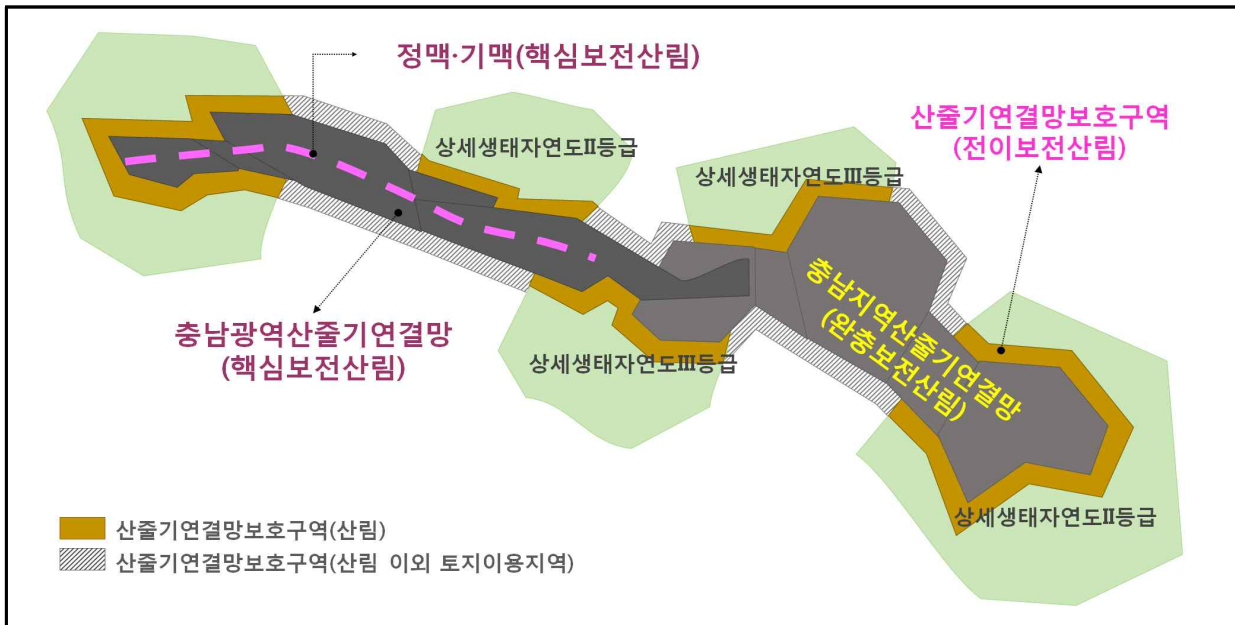 정맥·기맥(핵심보전산림)
산줄기연결망보호구역
(전이보전산림)
상세생태자연도II등급
상세생태자연도III등급
충남광역산줄기연결망
(핵심보전산림)
상세생태자연도III등급
충남지역산줄기연결망
(완충보전산림)
상세생태자연도II등급
산줄기연결망보호구역(산림)
산줄기연결망보호구역(산림 이외 토지이용지역)